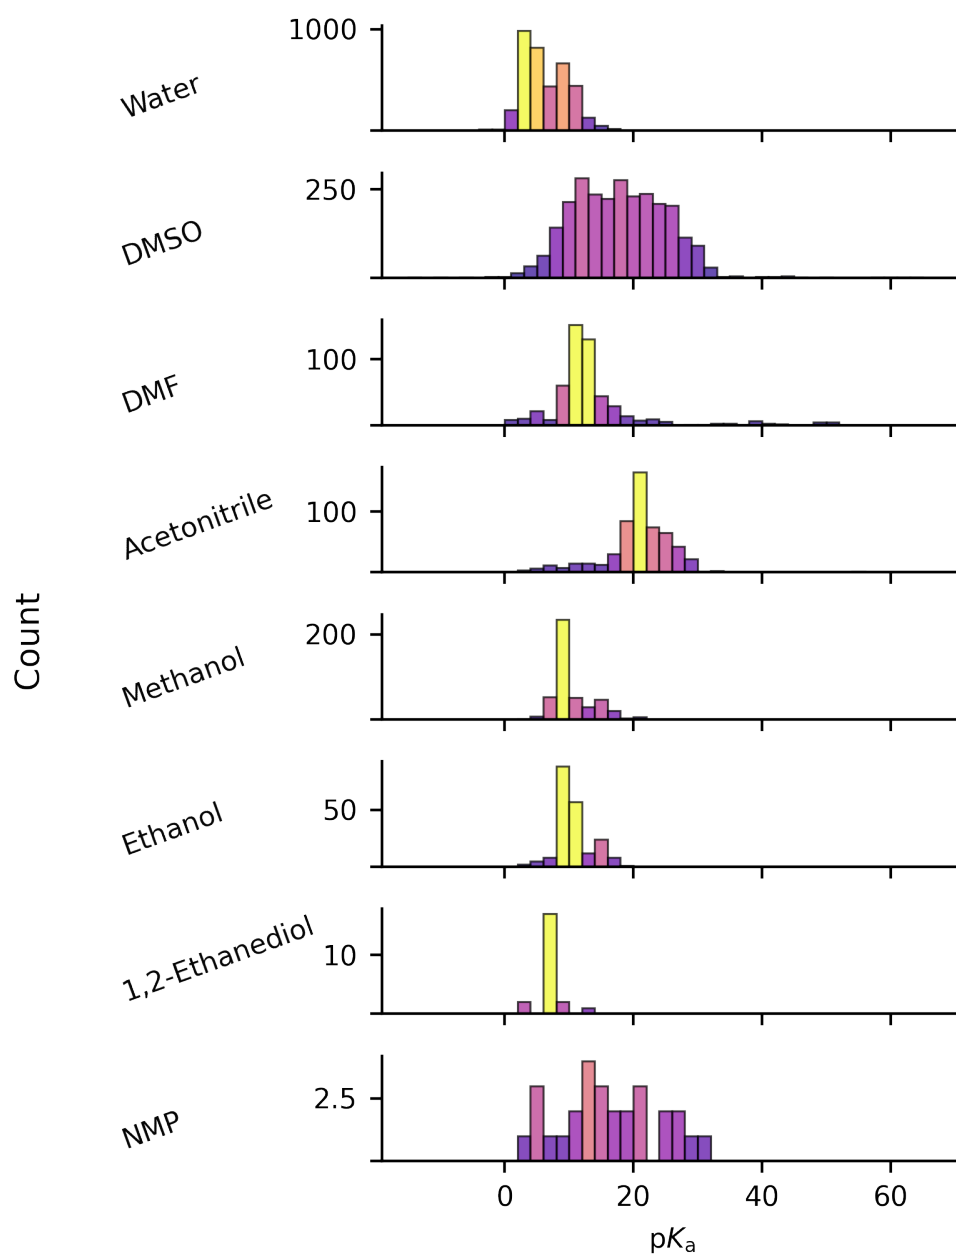 1000
Water
250
DMSO
100
DMF
100
Acetonitrile
Count
200
Methanol
50
Ethanol
10
1,2-Ethanediol
2.5
NMP
0 20 40 60
pKa